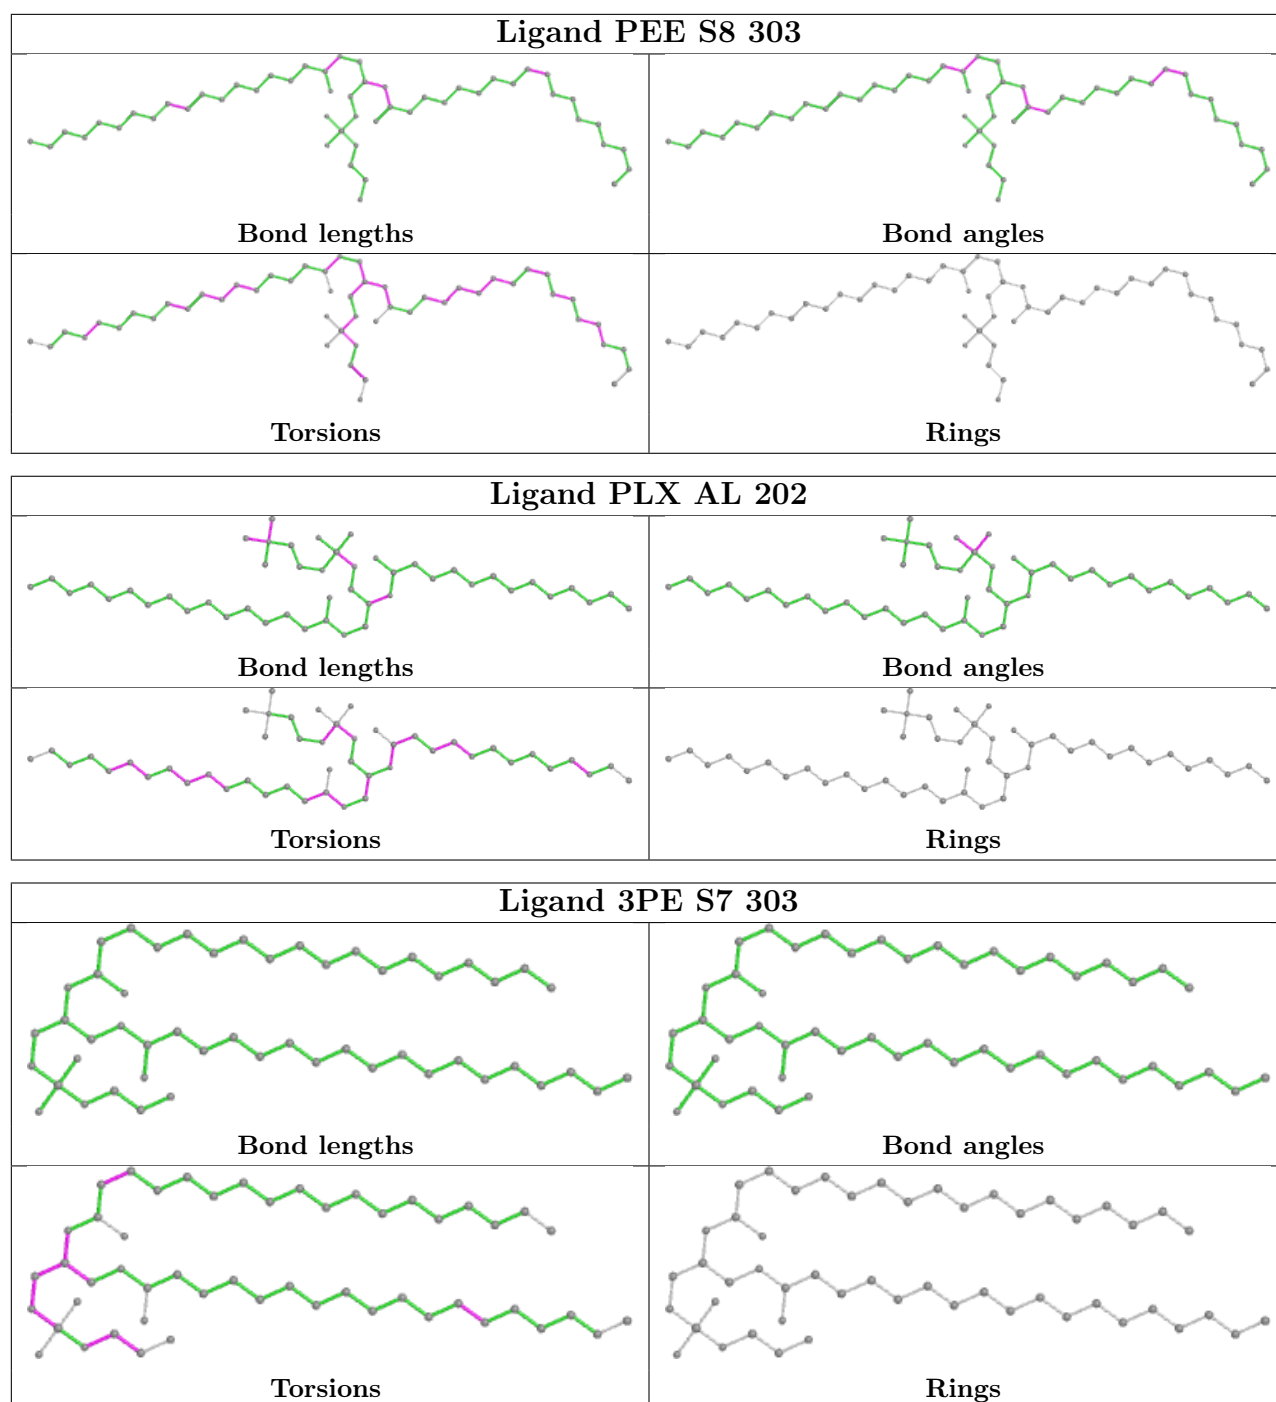 Ligand PEE S8 303
Bond lengths
Bond angles
Torsions
Rings
Ligand PLX AL 202
Bond lengths
Bond angles
Torsions
Rings
Ligand 3PE S7 303
Bond lengths
Bond angles
Torsions
Rings